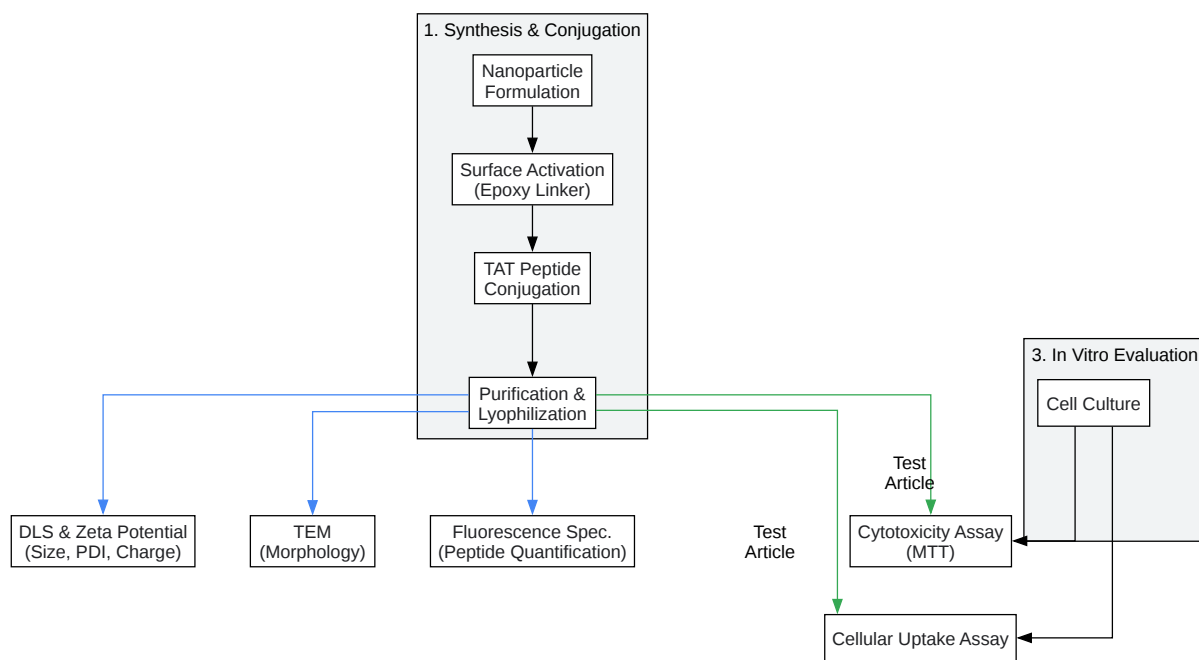 1. Synthesis & Conjugation
Nanoparticle
Formulation
Surface Activation
(Epoxy Linker)
TAT Peptide
Conjugation
Purification &
Lyophilization
3. In Vitro Evaluation
Cell Culture
Test
Article
Test
Article
DLS & Zeta Potential
(Size, PDI, Charge)
TEM
(Morphology)
Fluorescence Spec.
(Peptide Quantification)
Cytotoxicity Assay
(MTT)
Cellular Uptake Assay